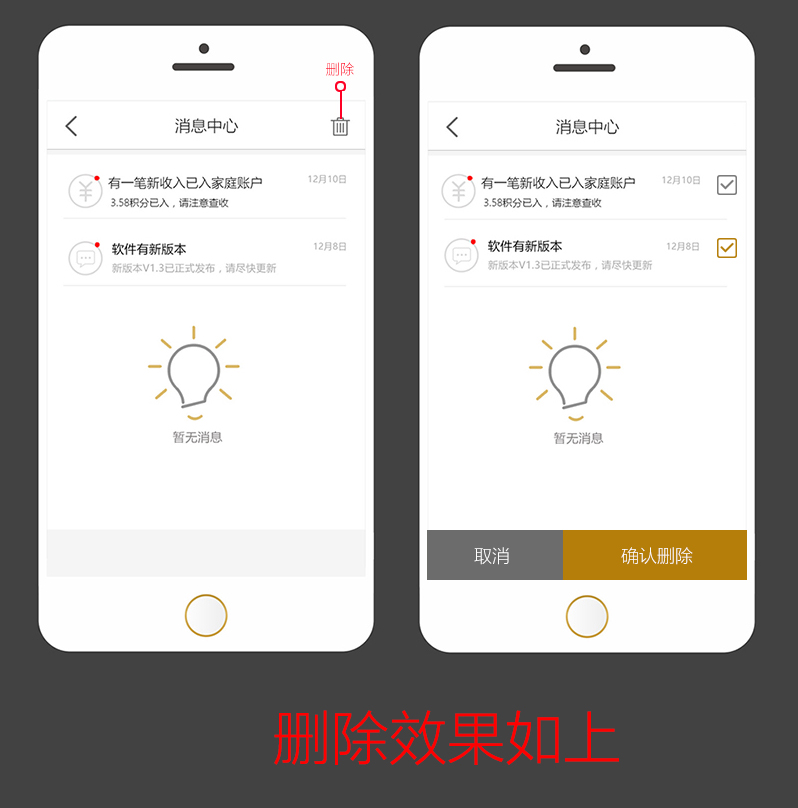 删除
消息中心
有一笔新收入已入家庭账户
12月10日
3.58积分已入，请注意查收
软件有新版本
12月8日
新版本V1.3已正式发布，请尽快更新
暂无消息
消息中心
有一笔新收入已入家庭账户
12月10日
3.58积分已入，请注意查收
软件有新版本
12月8日
新版本V1.3已正式发布，请尽快更新
暂无消息
取消
确认删除
删除效果如上